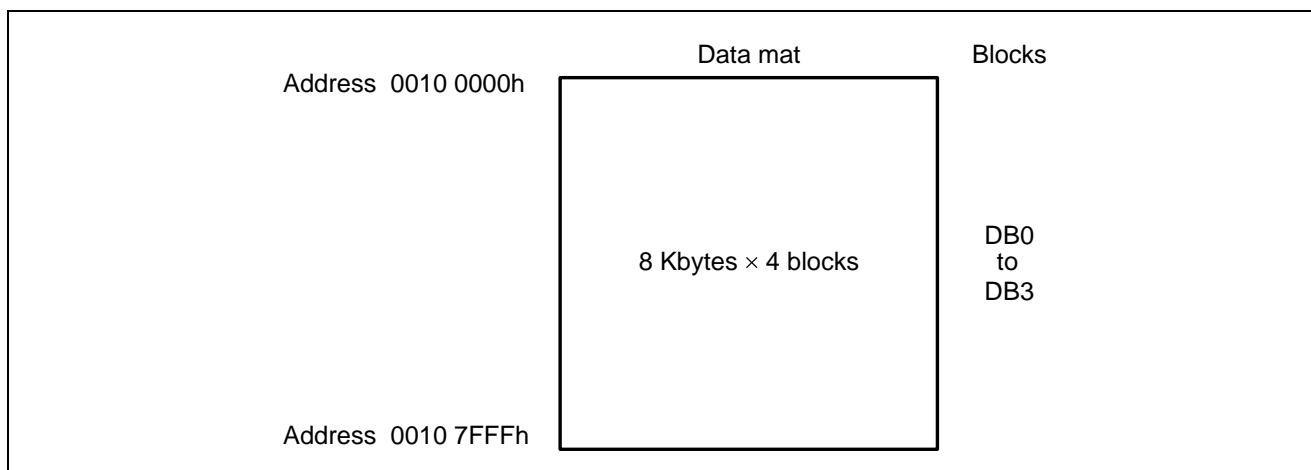 Data mat Blocks
Address 0010 0000h
8 Kbytes × 4 blocks
DB0
to
DB3
Address 0010 7FFFh